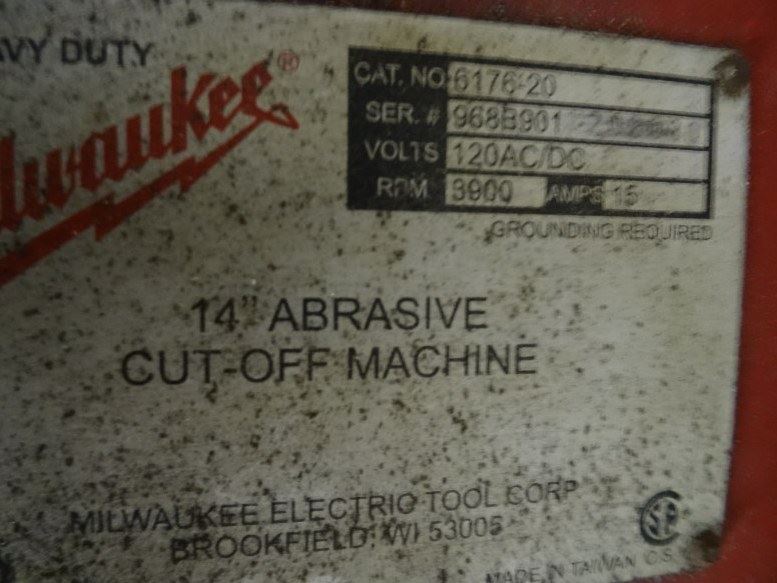 AVY DUTY
lwaukee®
CAT. NO 6176-20
SER. # 968B901
VOLTS 120AC/DC
RPM 3900 AMPS 15
GROUNDING REQUIRED
14" ABRASIVE
CUT-OFF MACHINE
MILWAUKEE ELECTRIC TOOL CORP
BROOKFIELD, WI 53005
MADE IN TAIWAN